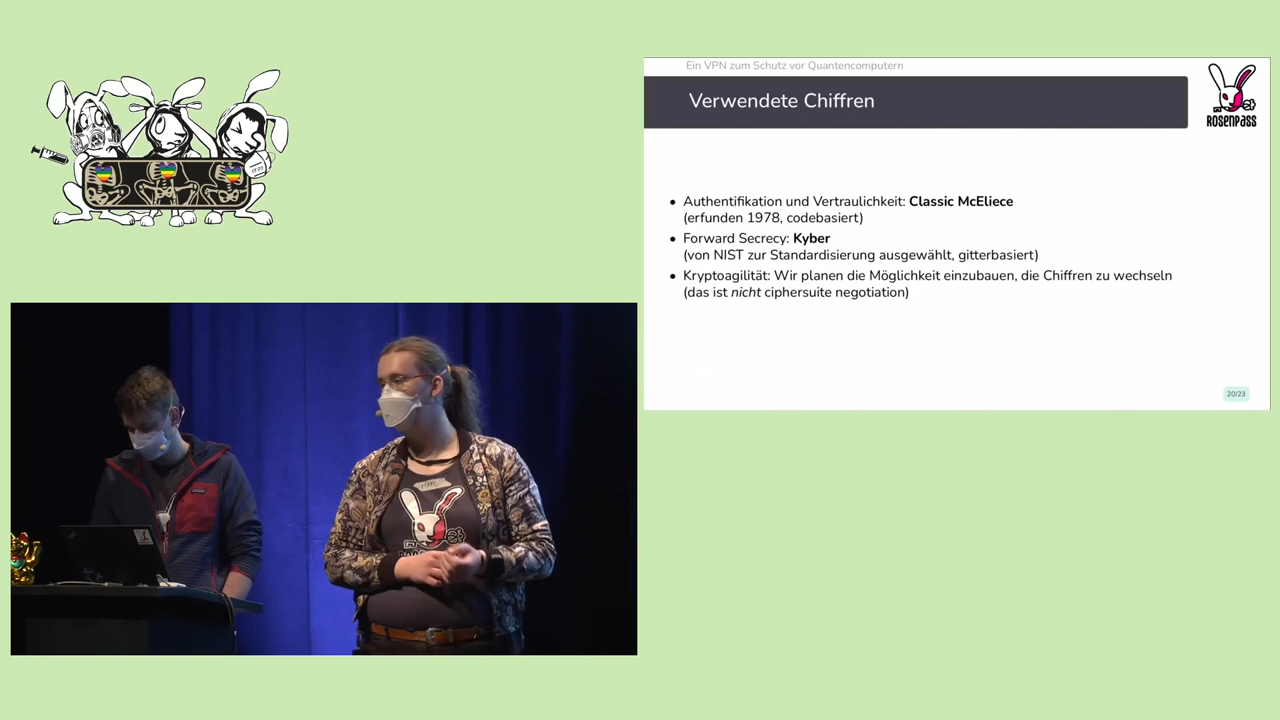 Ein VPN zum Schutz vor Quantencomputern
Verwendete Chiffren
ROSENPASS
• Authentifikation und Vertraulichkeit: Classic McEliece
(erfunden 1978, codebasiert)
• Forward Secrecy: Kyber
(von NIST zur Standardisierung ausgewählt, gitterbasiert)
• Kryptoagilität: Wir planen die Möglichkeit einzubauen, die Chiffren zu wechseln
(das ist nicht ciphersuite negotiation)
20/23